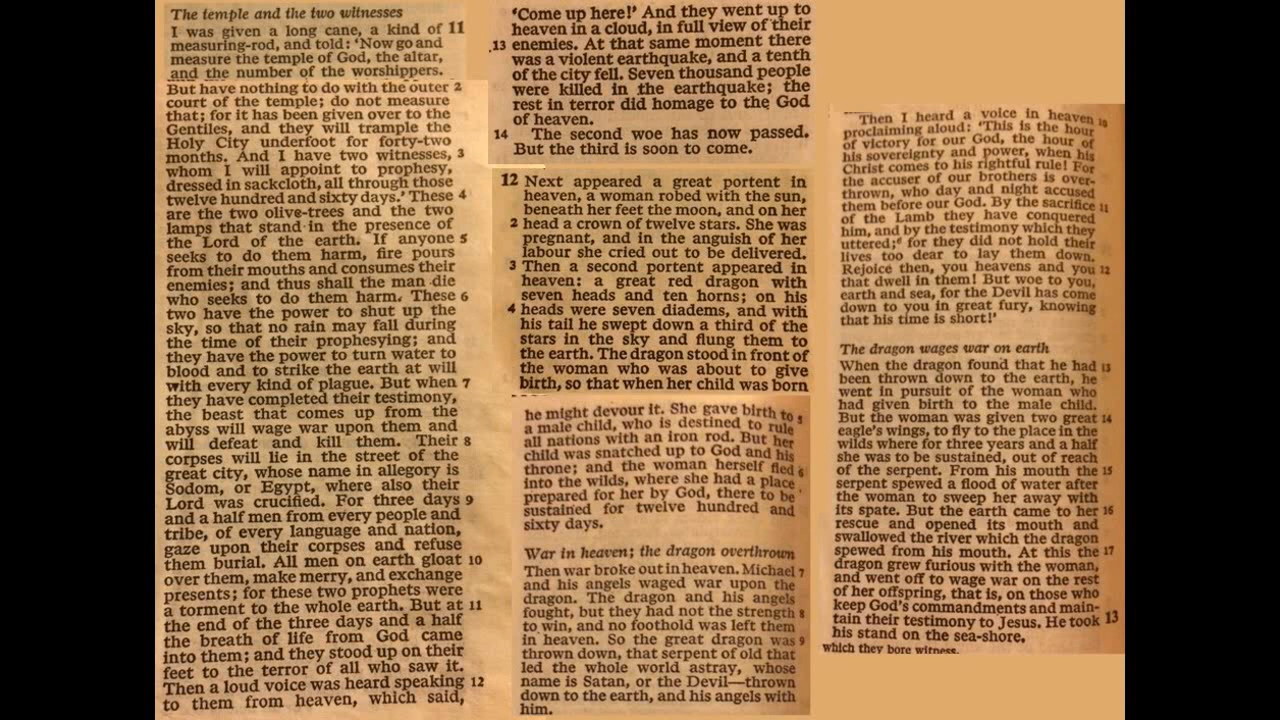 The temple and the two witnesses
I was given a long cane, a kind of 11
measuring-rod, and told: ‘Now go and
measure the temple of God, the altar,
and the number of the worshippers.
But have nothing to do with the outer 2
court of the temple; do not measure
that; for it has been given over to the
Gentiles, and they will trample the
Holy City underfoot for forty-two
months. And I have two witnesses, 3
whom I will appoint to prophesy,
dressed in sackcloth, all through those
twelve hundred and sixty days.’ These 4
are the two olive-trees and the two
lamps that stand in the presence of
the Lord of the earth. If anyone 5
seeks to do them harm, fire pours
from their mouths and consumes their
enemies; and thus shall the man die
who seeks to do them harm. These 6
two have the power to shut up the
sky, so that no rain may fall during
the time of their prophesying; and
they have the power to turn water to
blood and to strike the earth at will
with every kind of plague. But when 7
they have completed their testimony,
the beast that comes up from the
abyss will wage war upon them and
will defeat and kill them. Their 8
corpses will lie in the street of the
great city, whose name in allegory is
Sodom, or Egypt, where also their
Lord was crucified. For three days 9
and a half men from every people and
tribe, of every language and nation,
gaze upon their corpses and refuse
them burial. All men on earth gloat 10
over them, make merry, and exchange
presents; for these two prophets were
a torment to the whole earth. But at 11
the end of the three days and a half
the breath of life from God came
into them; and they stood up on their
feet to the terror of all who saw it.
Then a loud voice was heard speaking 12
to them from heaven, which said,
‘Come up here!’ And they went up to
heaven in a cloud, in full view of their
13 enemies. At that same moment there
was a violent earthquake, and a tenth
of the city fell. Seven thousand people
were killed in the earthquake; the
rest in terror did homage to the God
of heaven.
14 The second woe has now passed.
But the third is soon to come.
12 Next appeared a great portent in
heaven, a woman robed with the sun,
beneath her feet the moon, and on her
2 head a crown of twelve stars. She was
pregnant, and in the anguish of her
labour she cried out to be delivered.
3 Then a second portent appeared in
heaven: a great red dragon with
seven heads and ten horns; on his
4 heads were seven diadems, and with
his tail he swept down a third of the
stars in the sky and flung them to
the earth. The dragon stood in front of
the woman who was about to give
birth, so that when her child was born
he might devour it. She gave birth to 5
a male child, who is destined to rule
all nations with an iron rod. But her
child was snatched up to God and his
throne; and the woman herself fled 6
into the wilds, where she had a place
prepared for her by God, there to be
sustained for twelve hundred and
sixty days.
War in heaven; the dragon overthrown
Then war broke out in heaven. Michael 7
and his angels waged war upon the
dragon. The dragon and his angels
fought, but they had not the strength 8
to win, and no foothold was left them
in heaven. So the great dragon was 9
thrown down, that serpent of old that
led the whole world astray, whose
name is Satan, or the Devil—thrown
down to the earth, and his angels with
him.
Then I heard a voice in heaven 10
proclaiming aloud: ‘This is the hour
of victory for our God, the hour of
his sovereignty and power, when his
Christ comes to his rightful rule! For
the accuser of our brothers is over-
thrown, who day and night accused
them before our God. By the sacrifice 11
of the Lamb they have conquered
him, and by the testimony which they
uttered;e for they did not hold their
lives too dear to lay them down.
Rejoice then, you heavens and you 12
that dwell in them! But woe to you,
earth and sea, for the Devil has come
down to you in great fury, knowing
that his time is short!’
The dragon wages war on earth
When the dragon found that he had 13
been thrown down to the earth, he
went in pursuit of the woman who
had given birth to the male child.
But the woman was given two great 14
eagle's wings, to fly to the place in the
wilds where for three years and a half
she was to be sustained, out of reach
of the serpent. From his mouth the 15
serpent spewed a flood of water after
the woman to sweep her away with
its spate. But the earth came to her 16
rescue and opened its mouth and
swallowed the river which the dragon
spewed from his mouth. At this the 17
dragon grew furious with the woman,
and went off to wage war on the rest
of her offspring, that is, on those who
keep God's commandments and main-
tain their testimony to Jesus. He took 13
his stand on the sea-shore,
which they bore witness.